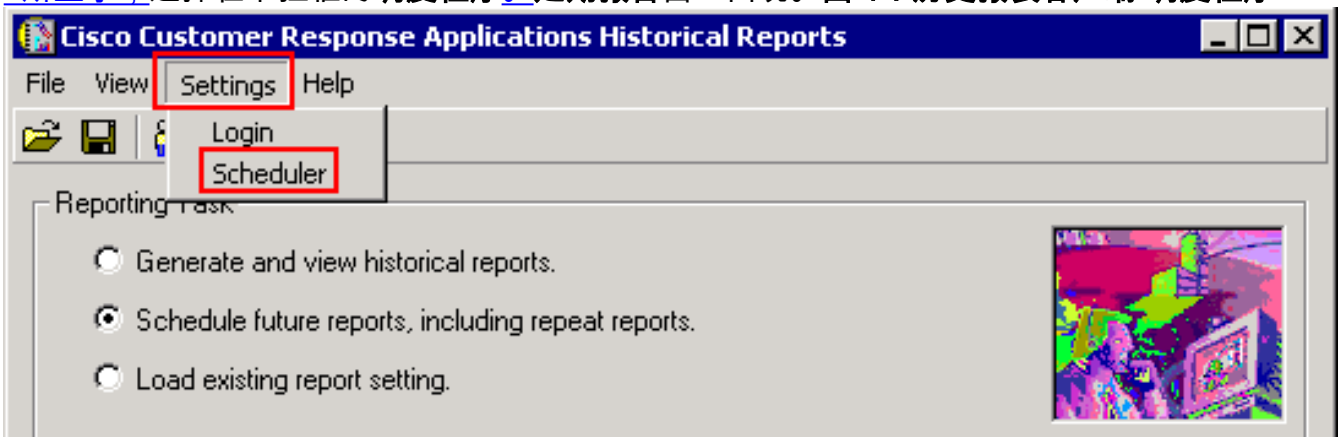 Cisco Customer Response Applications Historical Reports
File View Settings Help
Login
Scheduler
Reporting Task
Generate and view historical reports.
Schedule future reports, including repeat reports.
Load existing report setting.